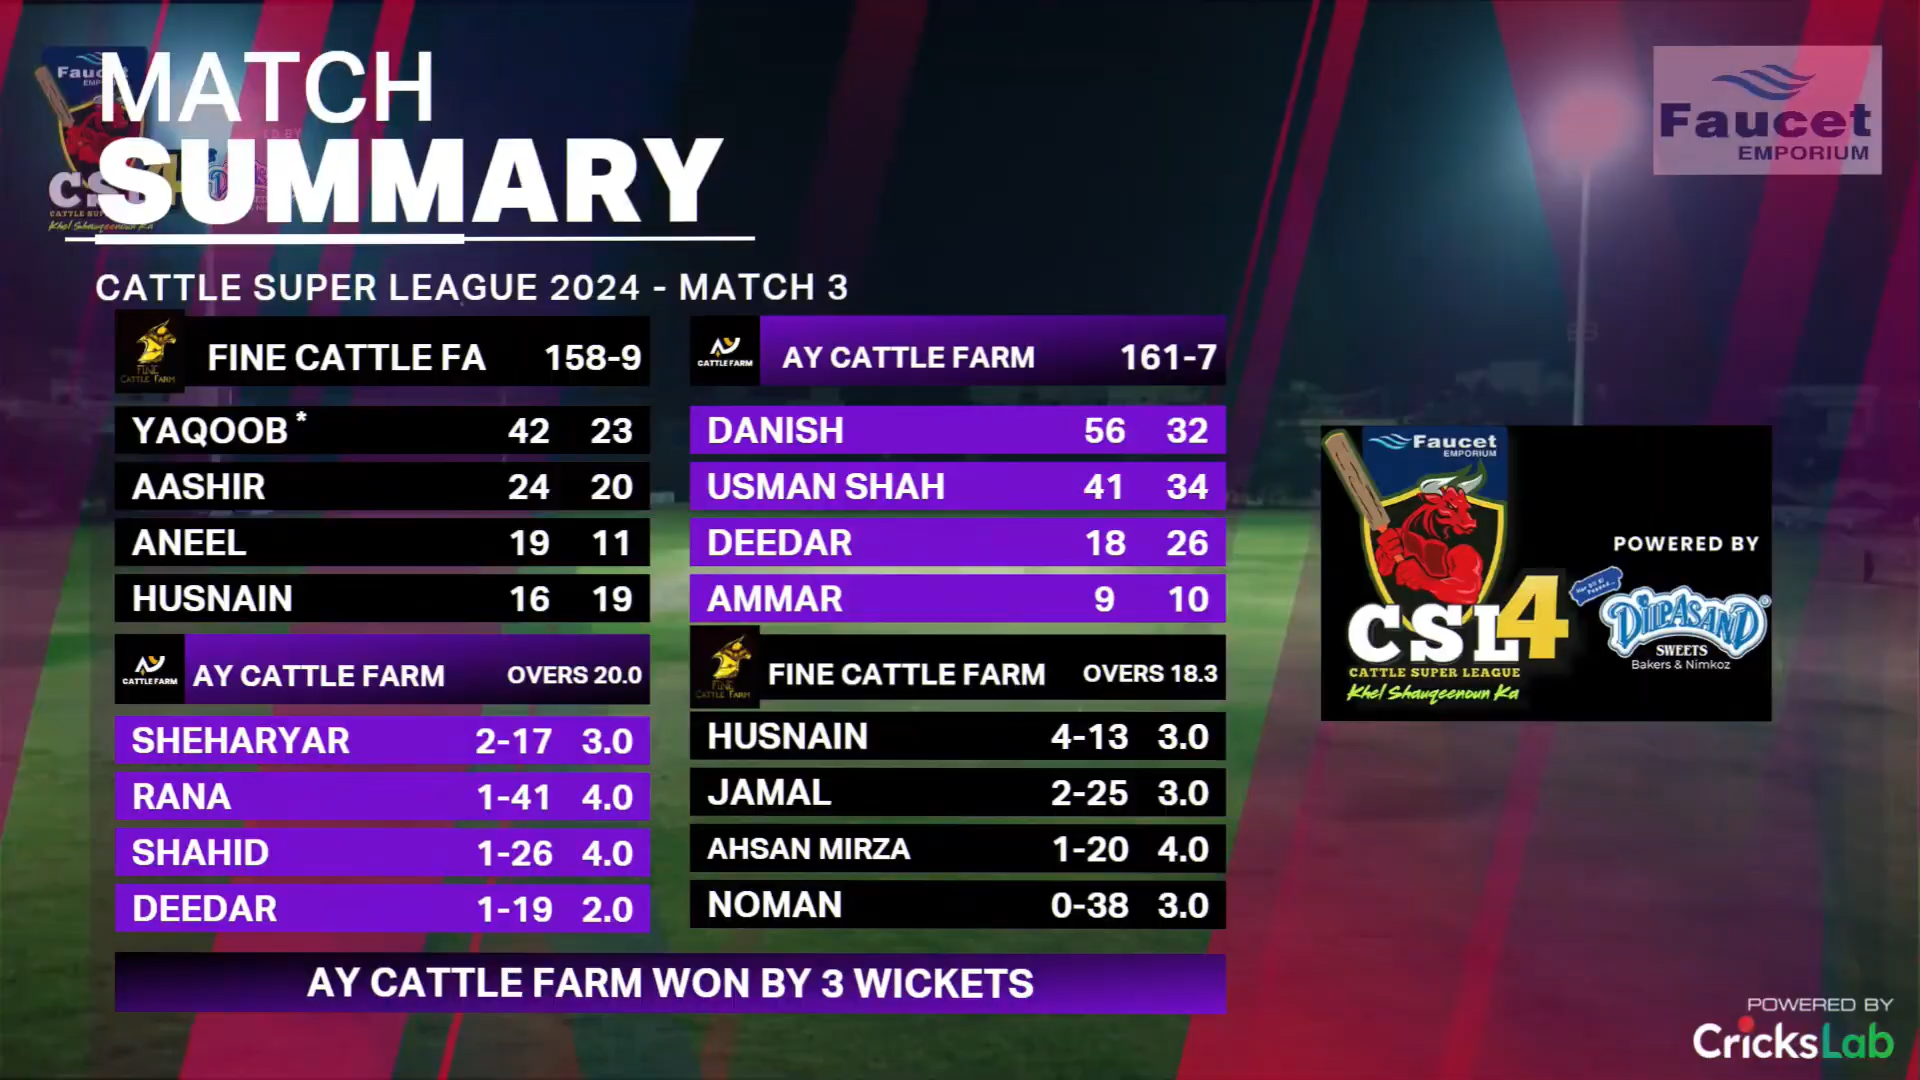 MATCH
SUMMARY
CATTLE SUPER LEAGUE 2024 - MATCH 3
FINE CATTLE FA 158-9
YAQOOB* 42 23
AASHIR 24 20
ANEEL 19 11
HUSNAIN 16 19
AY CATTLE FARM OVERS 20.0
SHEHARYAR 2-17 3.0
RANA 1-41 4.0
SHAHID 1-26 4.0
DEEDAR 1-19 2.0
CATTLE FARM
AY CATTLE FARM 161-7
DANISH 56 32
USMAN SHAH 41 34
DEEDAR 18 26
AMMAR 9 10
FINE CATTLE FARM OVERS 18.3
HUSNAIN 4-13 3.0
JAMAL 2-25 3.0
AHSAN MIRZA 1-20 4.0
NOMAN 0-38 3.0
AY CATTLE FARM WON BY 3 WICKETS
Faucet
EMPORIUM
Faucet
EMPORIUM
CSL4
CATTLE SUPER LEAGUE
Khel Shauqeenoun Ka
POWERED BY
DILPASAND
SWEETS
Bakers & Nimkoz
POWERED BY
CricksLab